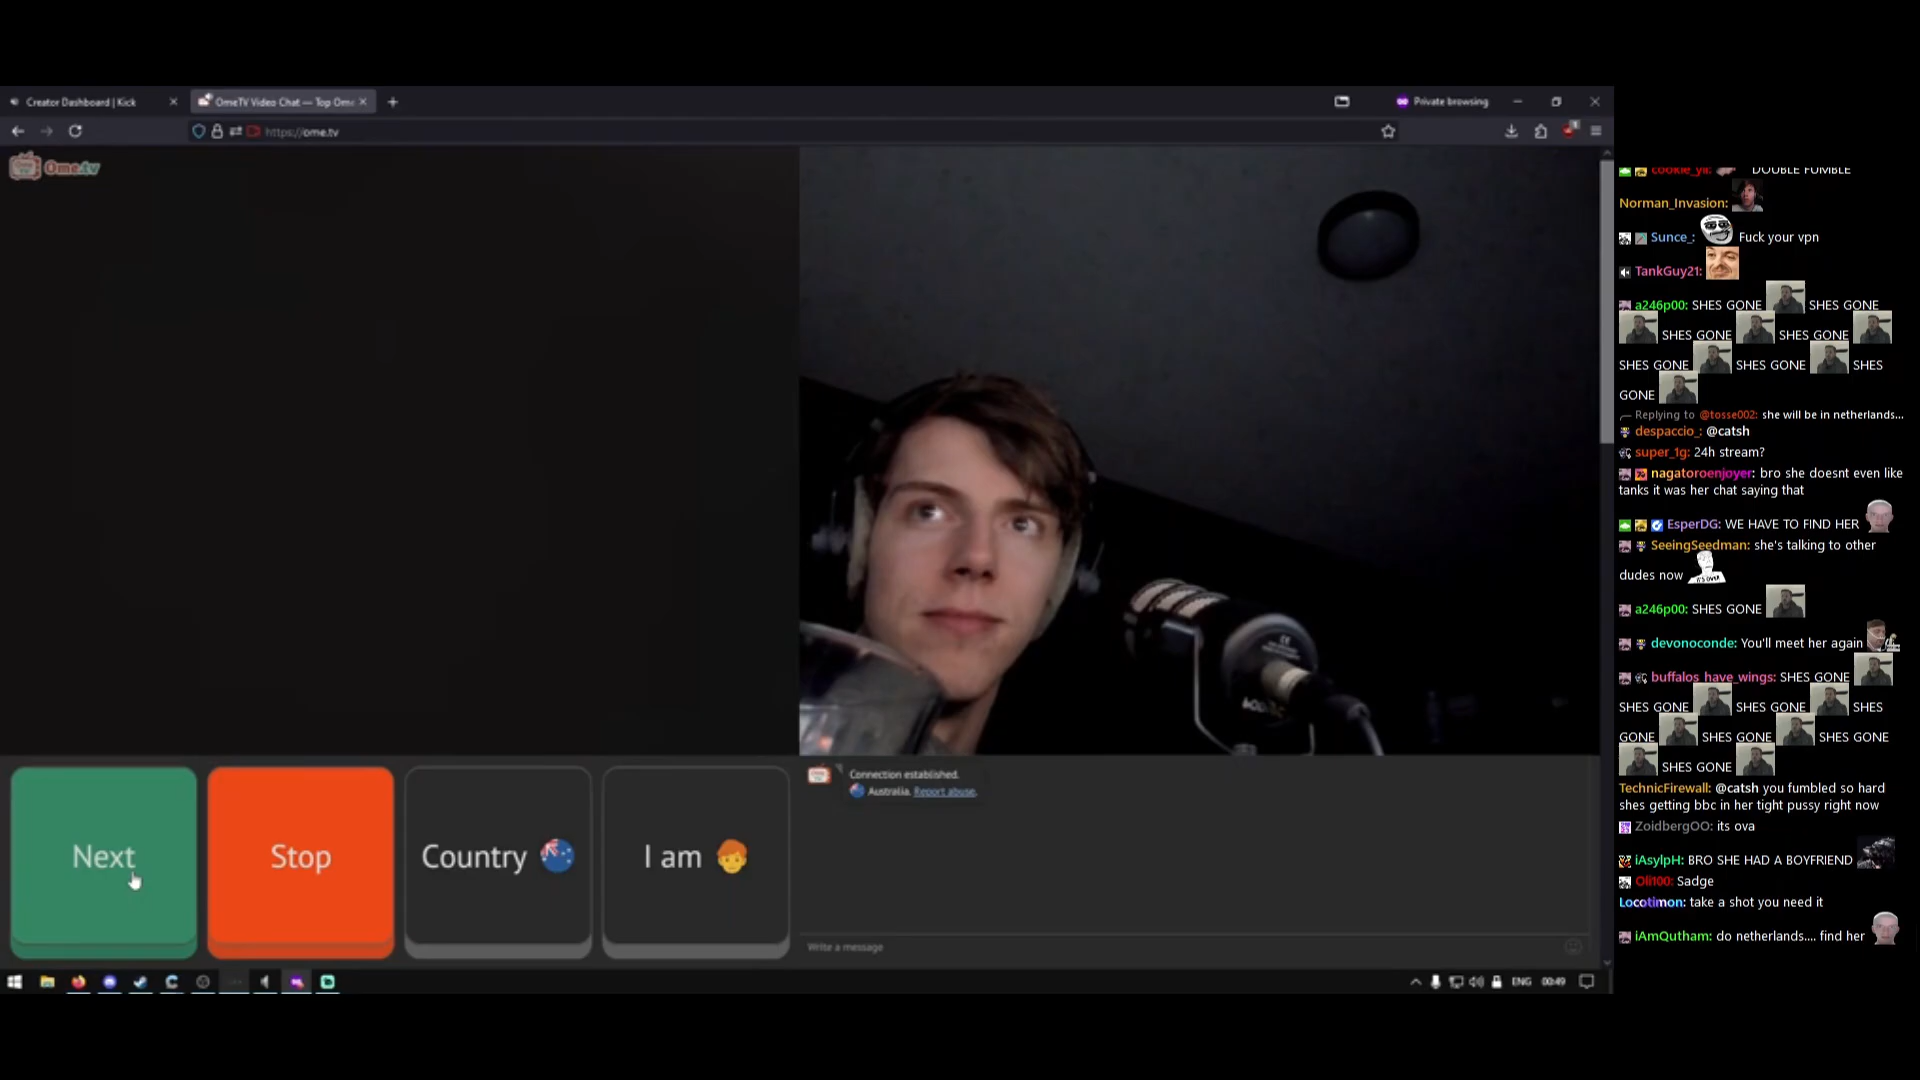 Creator Dashboard | Kick
OmeTV Video Chat — Top Ome
Private browsing
https://ome.tv
Ome.tv
cookie_yii: DOUBLE FUMBLE
Norman_Invasion:
Sunce_: Fuck your vpn
TankGuy21:
a246p00: SHES GONE SHES GONE
SHES GONE SHES GONE
SHES GONE SHES GONE SHES
GONE
Replying to @tosse002: she will be in netherlands...
despaccio_: @catsh
super_1g: 24h stream?
nagatoroenjoyer: bro she doesnt even like
tanks it was her chat saying that
EsperDG: WE HAVE TO FIND HER
SeeingSeedman: she's talking to other
dudes now
IT'S OVER
a246p00: SHES GONE
devonoconde: You'll meet her again
buffalos_have_wings: SHES GONE
SHES GONE SHES GONE SHES
GONE SHES GONE SHES GONE
SHES GONE
TechnicFirewall: @catsh you fumbled so hard
shes getting bbc in her tight pussy right now
ZoidbergOO: its ova
iAsylpH: BRO SHE HAD A BOYFRIEND
Oli100: Sadge
Locotimon: take a shot you need it
iAmQutham: do netherlands.... find her
Connection established.
Australia. Report abuse.
Next
Stop
Country
I am
Write a message
ENG
00:49